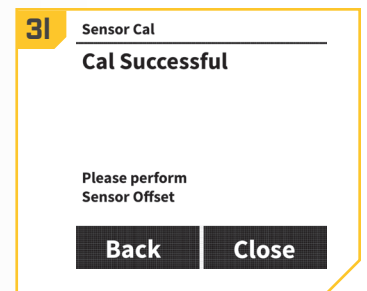 3l
Sensor Cal
Cal Successful
Please perform
Sensor Offset
Back Close